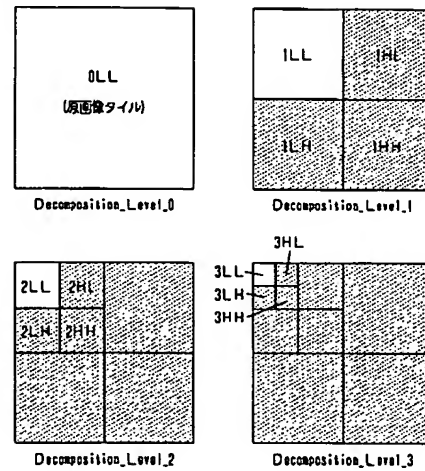 0LL
(原画像タイル)
Decomposition_Level_0
1LL
1HL
1LH
1HH
Decomposition_Level_1
2LL
2HL
2LH
2HH
Decomposition_Level_2
3HL
3LL
3LH
3HH
Decomposition_Level_3